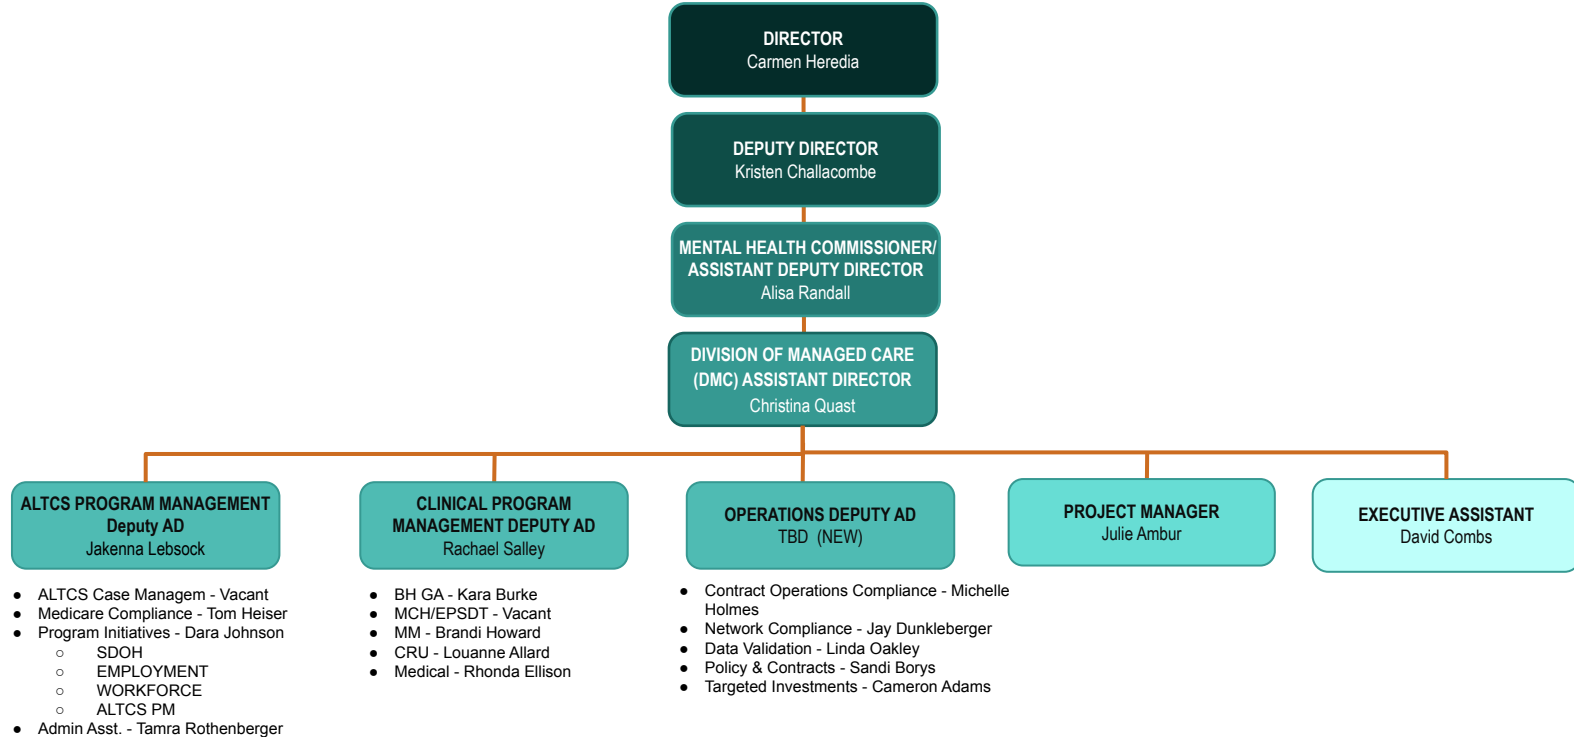 DIRECTOR
Carmen Heredia
DEPUTY DIRECTOR
Kristen Challacombe
MENTAL HEALTH COMMISSIONER/
ASSISTANT DEPUTY DIRECTOR
Alisa Randall
DIVISION OF MANAGED CARE
(DMC) ASSISTANT DIRECTOR
Christina Quast
ALTCS PROGRAM MANAGEMENT
Deputy AD
Jakenna Lebsock
● ALTCS Case Managem - Vacant
● Medicare Compliance - Tom Heiser
● Program Initiatives - Dara Johnson
○ SDOH
○ EMPLOYMENT
○ WORKFORCE
○ ALTCS PM
● Admin Asst. - Tamra Rothenberger
CLINICAL PROGRAM
MANAGEMENT DEPUTY AD
Rachael Salley
● BH GA - Kara Burke
● MCH/EPSDT - Vacant
● MM - Brandi Howard
● CRU - Louanne Allard
● Medical - Rhonda Ellison
OPERATIONS DEPUTY AD
TBD (NEW)
● Contract Operations Compliance - Michelle
Holmes
● Network Compliance - Jay Dunkleberger
● Data Validation - Linda Oakley
● Policy & Contracts - Sandi Borys
● Targeted Investments - Cameron Adams
PROJECT MANAGER
Julie Ambur
EXECUTIVE ASSISTANT
David Combs